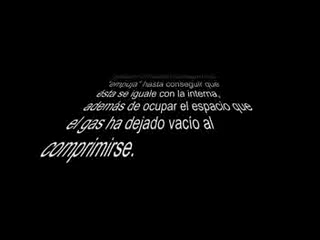 "empuja" hasta conseguir que
ésta se iguale con la interna,
además de ocupar el espacio que
el gas ha dejado vacío al
comprimirse.